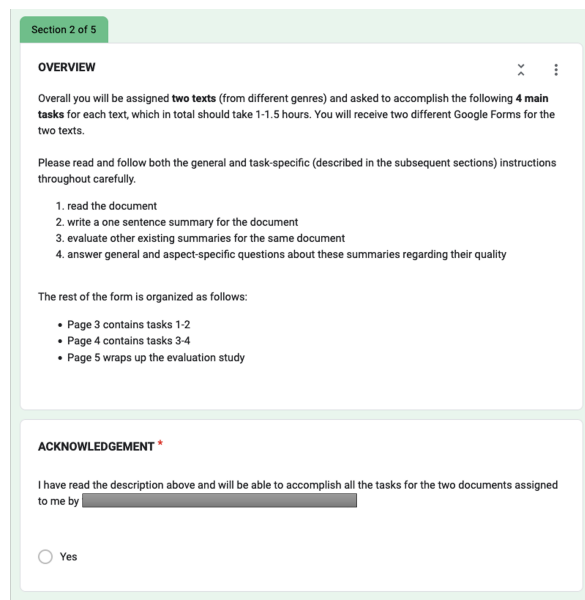 Section 2 of 5
OVERVIEW
Overall you will be assigned two texts (from different genres) and asked to accomplish the following 4 main
tasks for each text, which in total should take 1-1.5 hours. You will receive two different Google Forms for the
two texts.
Please read and follow both the general and task-specific (described in the subsequent sections) instructions
throughout carefully.
1. read the document
2. write a one sentence summary for the document
3. evaluate other existing summaries for the same document
4. answer general and aspect-specific questions about these summaries regarding their quality
The rest of the form is organized as follows:
• Page 3 contains tasks 1-2
• Page 4 contains tasks 3-4
• Page 5 wraps up the evaluation study
ACKNOWLEDGEMENT *
I have read the description above and will be able to accomplish all the tasks for the two documents assigned
to me by
Yes